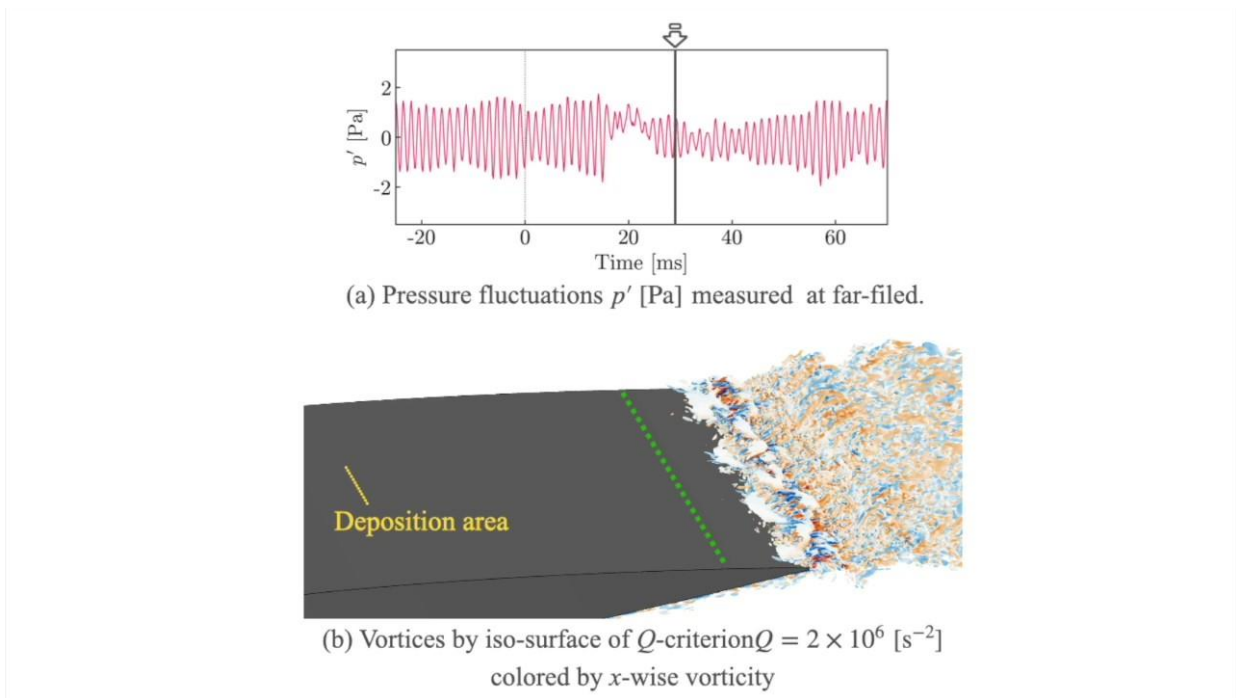 2
0
-2
p′ [Pa]
-20 0 20 40 60
Time [ms]
(a) Pressure fluctuations p′ [Pa] measured at far-filed.
Deposition area
(b) Vortices by iso-surface of Q-criterionQ = 2 × 10⁶ [s⁻²]
colored by x-wise vorticity